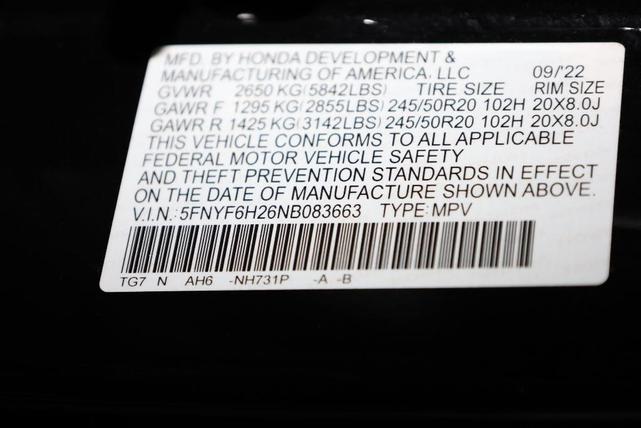 MFD. BY HONDA DEVELOPMENT &
MANUFACTURING OF AMERICA, LLC 09/'22
GVWR 2650 KG(5842LBS) TIRE SIZE RIM SIZE
GAWR F 1295 KG(2855LBS) 245/50R20 102H 20X8.0J
GAWR R 1425 KG(3142LBS) 245/50R20 102H 20X8.0J
THIS VEHICLE CONFORMS TO ALL APPLICABLE
FEDERAL MOTOR VEHICLE SAFETY
AND THEFT PREVENTION STANDARDS IN EFFECT
ON THE DATE OF MANUFACTURE SHOWN ABOVE.
V.I.N.: 5FNYF6H26NB083663 TYPE: MPV
TG7 N AH6 -NH731P -A -B